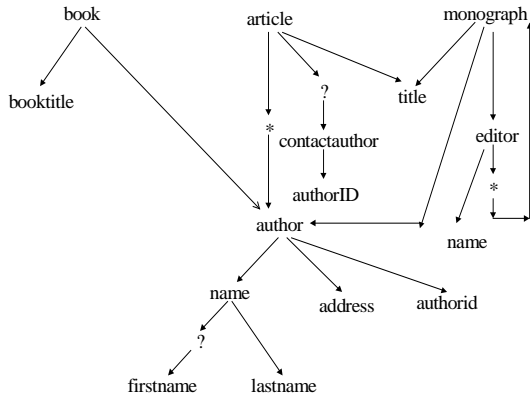 book article monograph
booktitle ? title
* contactauthor editor
authorID *
author name
name address authorid
?
firstname lastname